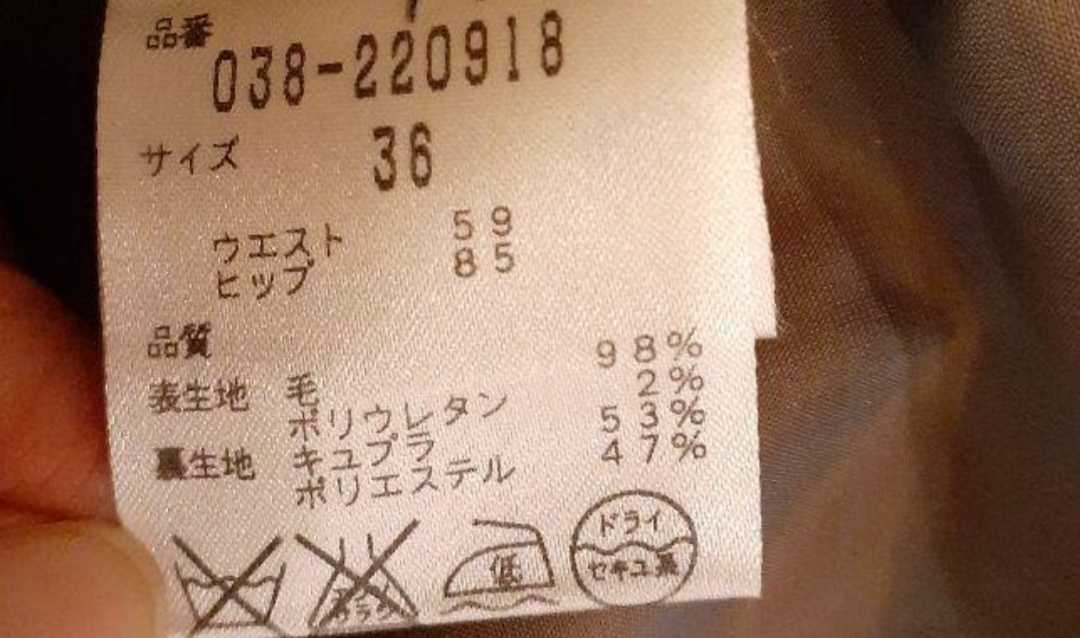 品番
038-220918
サイズ 36
ウエスト 59
ヒップ 85
品質
表生地 毛 98%
ポリウレタン 2%
裏生地 キュプラ 53%
ポリエステル 47%
低
ドライ
セキユ系